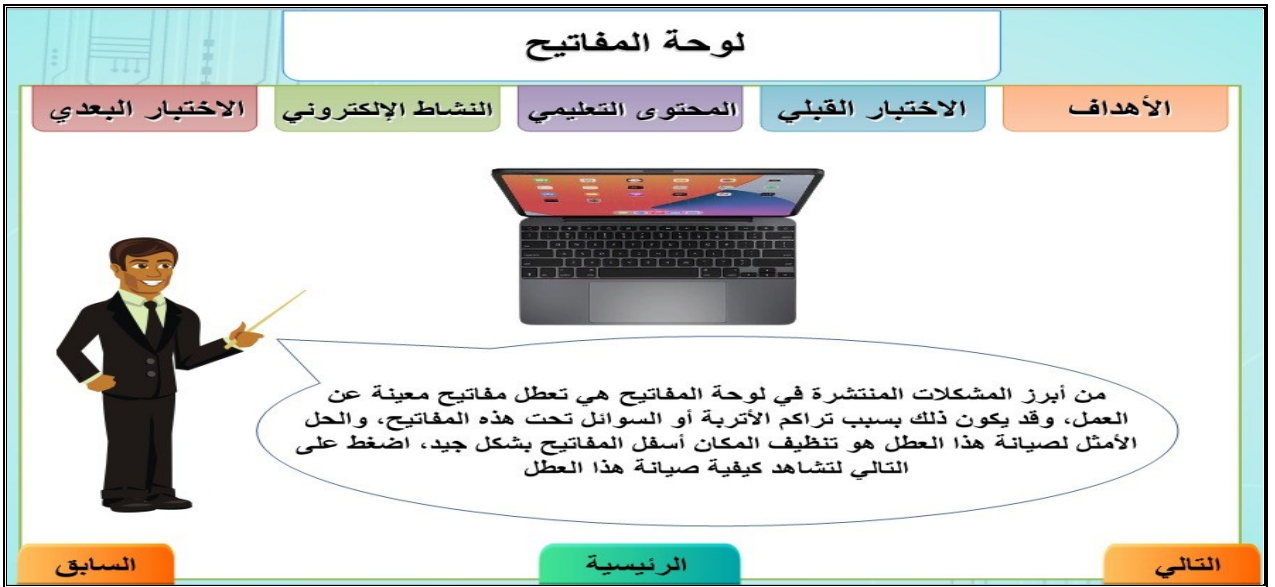 لوحة المفاتيح
الأهداف
الاختبار القبلي
المحتوى التعليمي
النشاط الإلكتروني
الاختبار البعدي
من أبرز المشكلات المنتشرة في لوحة المفاتيح هي تعطل مفاتيح معينة عن
العمل، وقد يكون ذلك بسبب تراكم الأتربة أو السوائل تحت هذه المفاتيح، والحل
الأمثل لصيانة هذا العطل هو تنظيف المكان أسفل المفاتيح بشكل جيد، اضغط على
التالي لتشاهد كيفية صيانة هذا العطل
التالي
الرئيسية
السابق